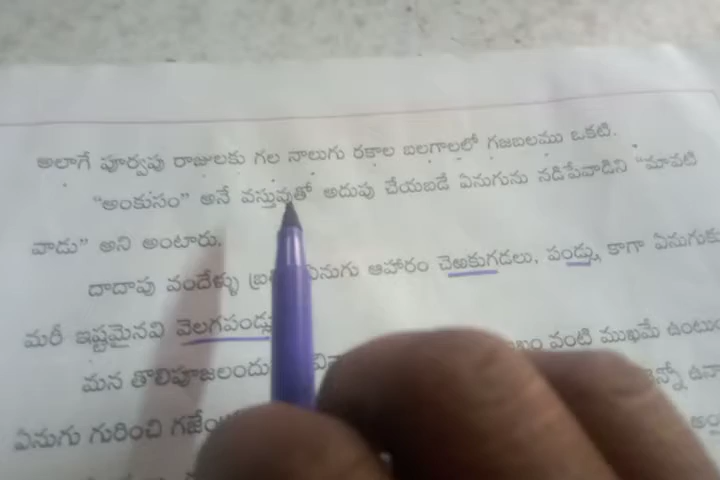 అలాగే పూర్వపు రాజులకు గల నాలుగు రకాల బలగాలలో గజబలము ఒకటి.
"అంకుసం" అనే వస్తువుతో అదుపు చేయబడే ఏనుగును నడిపేవాడిని "మావటి
వాడు" అని అంటారు.
దాదాపు వందేళ్ళు ఏనుగు ఆహారం చెఱకుగడలు, పండ్లు, కాగా ఏనుగుకు
మరీ ఇష్టమైనవి వెలగపండ్లు
మన తొలిపూజలందు వంటి ముఖమే
ఏనుగు గురించి